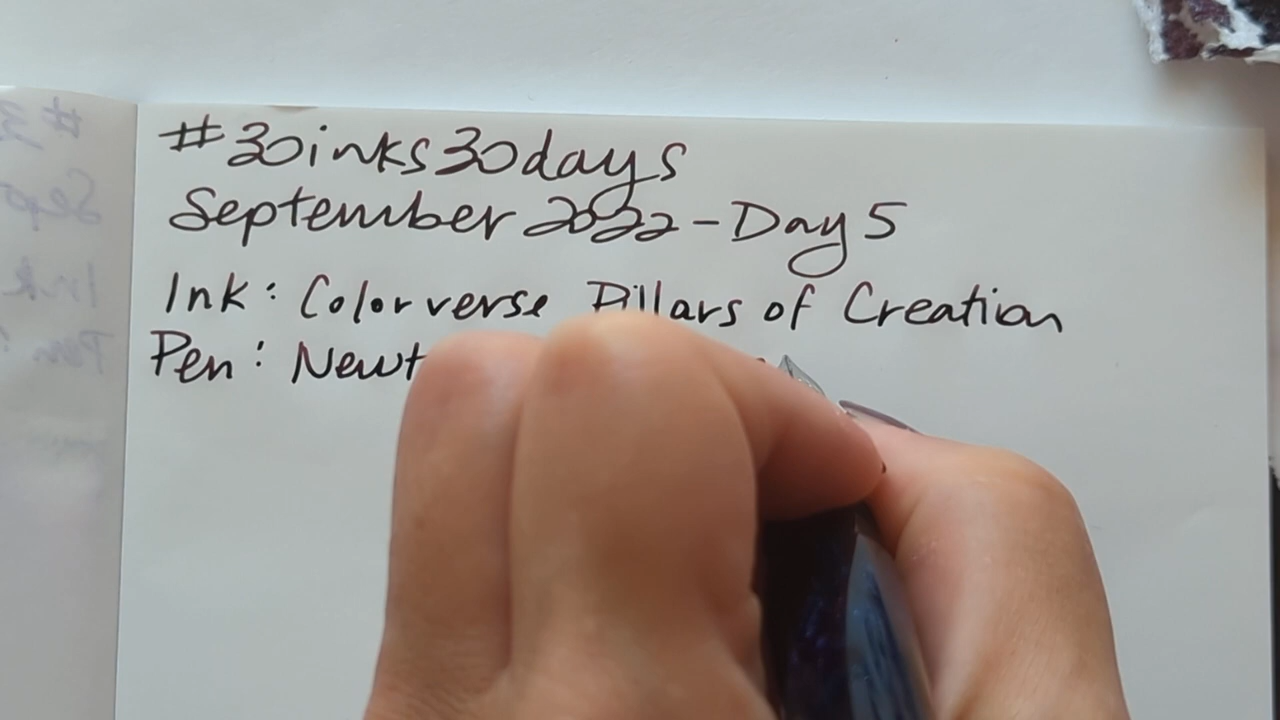 #30inks30days
September 2022 - Day 5
Ink: Colorverse Pillars of Creation
Pen: